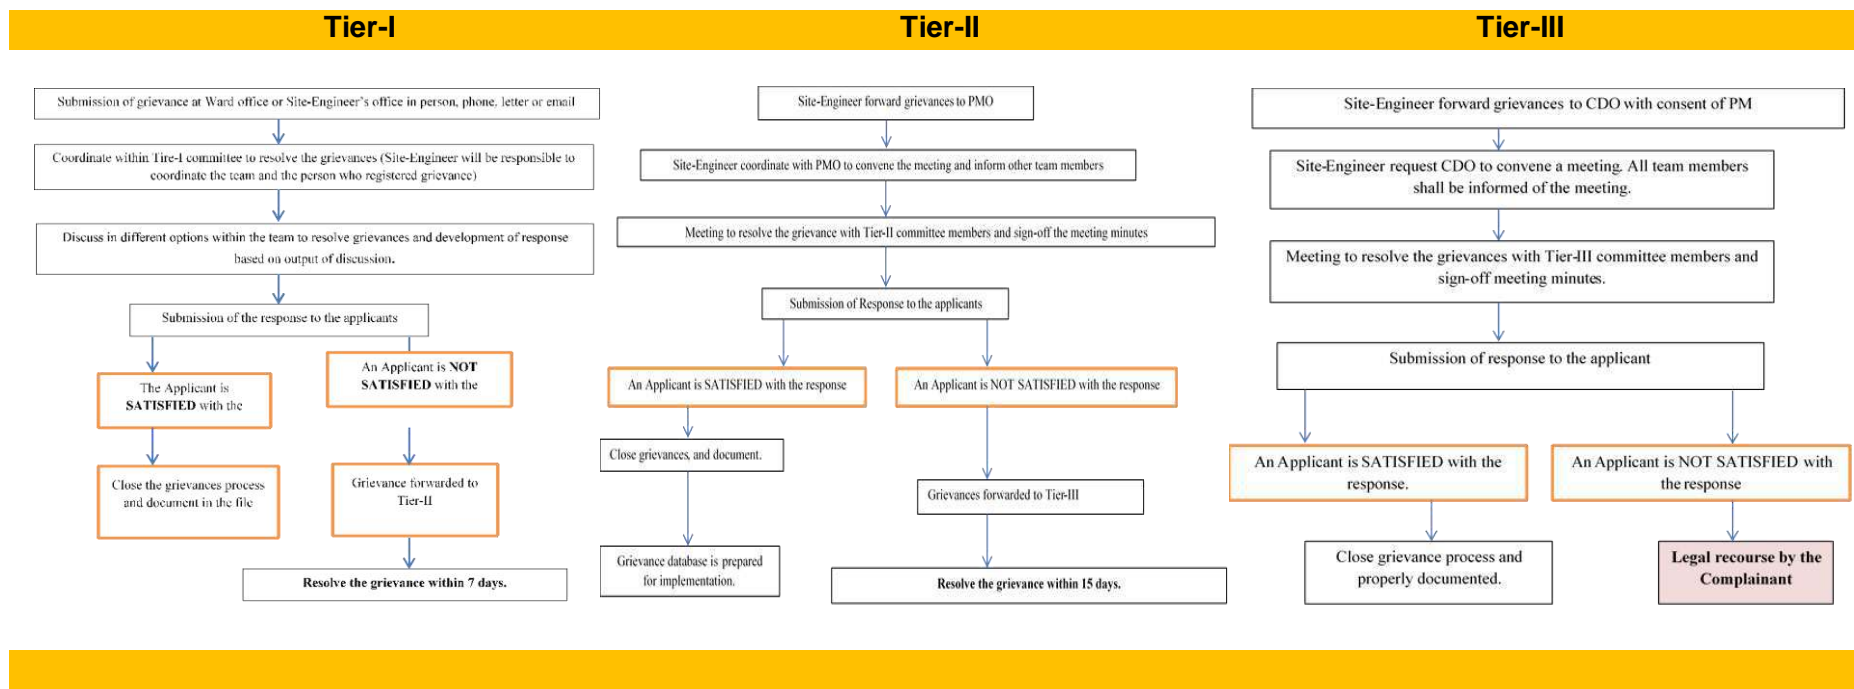 Tier-I
Tier-II
Tier-III
Submission of grievance at Ward office or Site-Engineer's office in person, phone, letter or email
Coordinate within Tire-I committee to resolve the grievances (Site-Engineer will be responsible to
coordinate the team and the person who registered grievance)
Discuss in different options within the team to resolve grievances and development of response
based on output of discussion.
Submission of the response to the applicants
The Applicant is
SATISFIED with the
An Applicant is NOT
SATISFIED with the
Close the grievances process
and document in the file
Grievance forwarded to
Tier-II
Resolve the grievance within 7 days.
Site-Engineer forward grievances to PMO
Site-Engineer coordinate with PMO to convene the meeting and inform other team members
Meeting to resolve the grievance with Tier-II committee members and sign-off the meeting minutes
Submission of Response to the applicants
An Applicant is SATISFIED with the response
An Applicant is NOT SATISFIED with the response
Close grievances, and document.
Grievances forwarded to Tier-III
Grievance database is prepared
for implementation.
Resolve the grievance within 15 days.
Site-Engineer forward grievances to CDO with consent of PM
Site-Engineer request CDO to convene a meeting. All team members
shall be informed of the meeting.
Meeting to resolve the grievances with Tier-III committee members and
sign-off meeting minutes.
Submission of response to the applicant
An Applicant is SATISFIED with the
response.
An Applicant is NOT SATISFIED with
the response
Close grievance process and
properly documented.
Legal recourse by the
Complainant